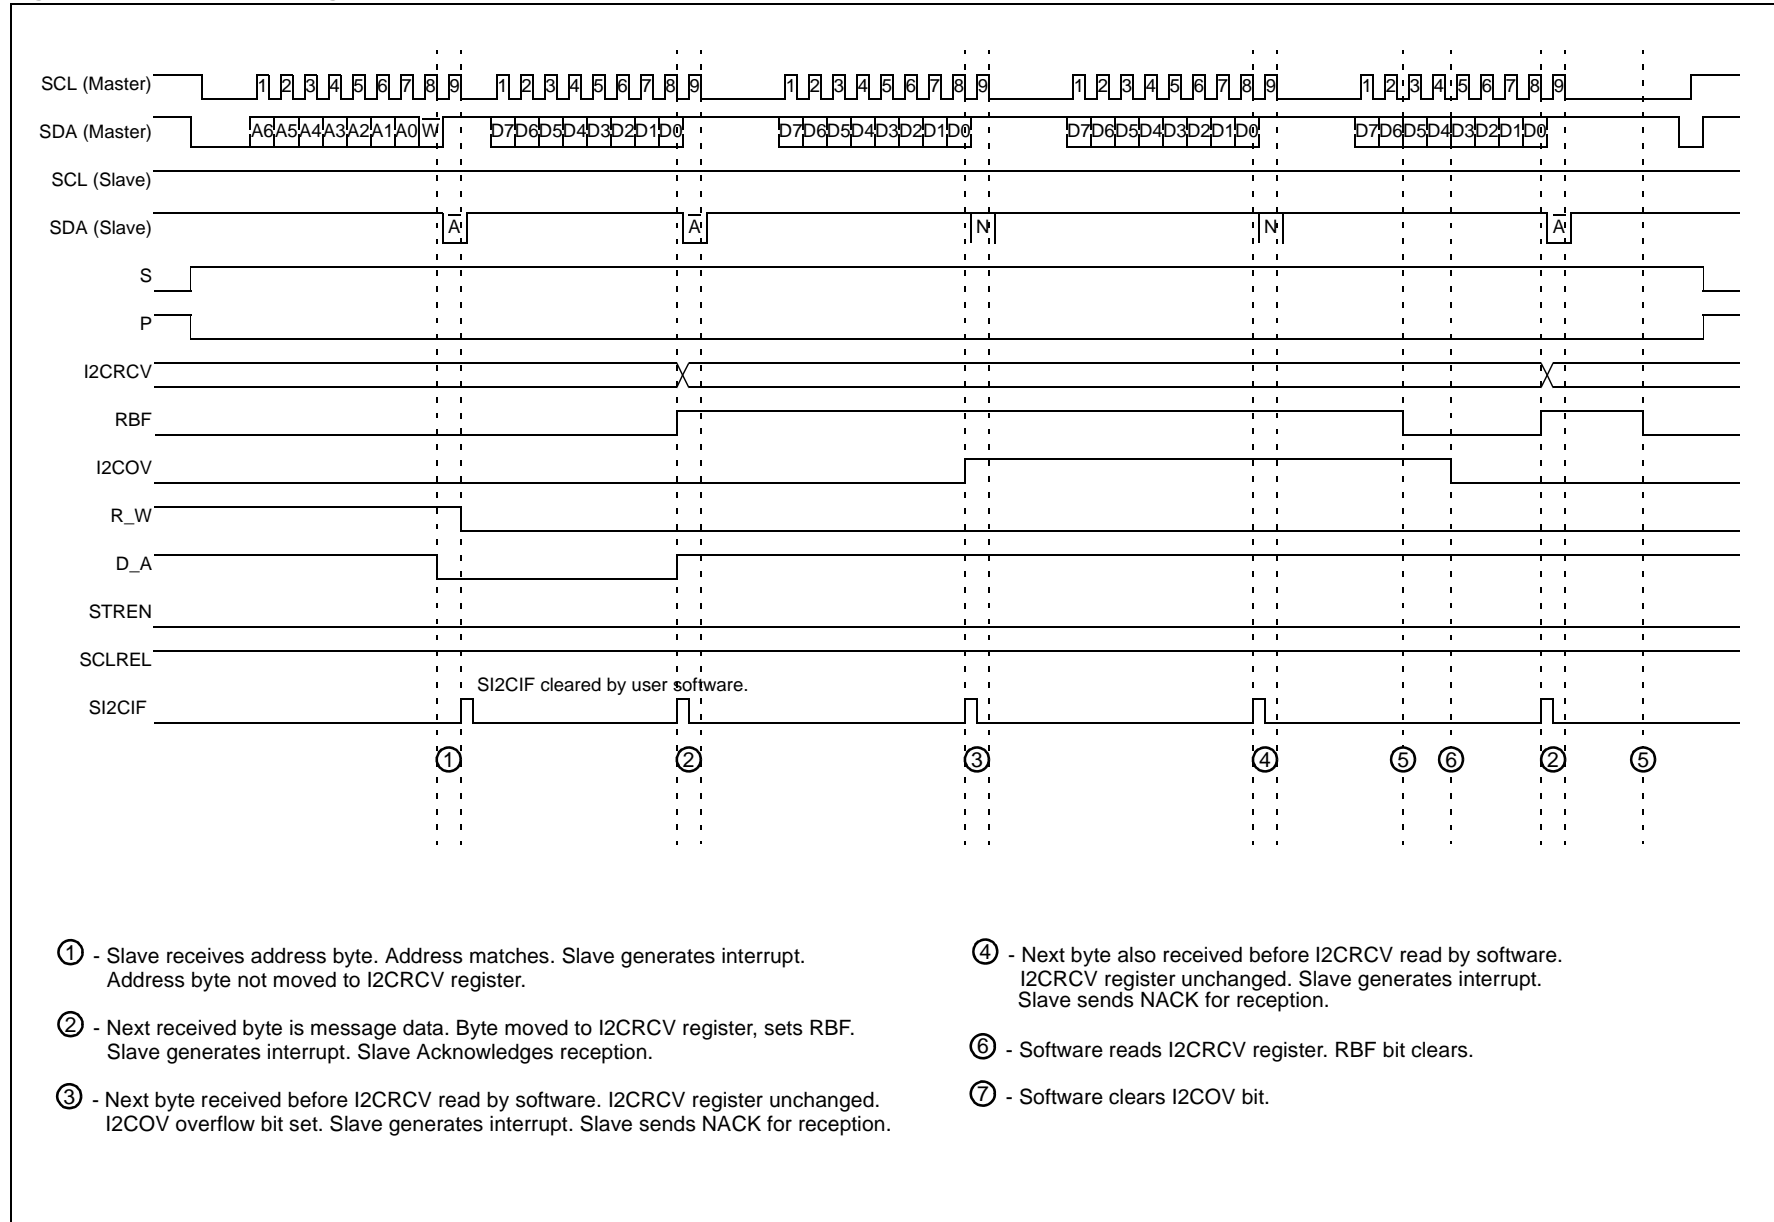 SCL (Master) 1 2 3 4 5 6 7 8 9 1 2 3 4 5 6 7 8 9 1 2 3 4 5 6 7 8 9 1 2 3 4 5 6 7 8 9 1 2 3 4 5 6 7 8 9
SDA (Master) A6 A5 A4 A3 A2 A1 A0 W D7 D6 D5 D4 D3 D2 D1 D0 D7 D6 D5 D4 D3 D2 D1 D0 D7 D6 D5 D4 D3 D2 D1 D0 D7 D6 D5 D4 D3 D2 D1 D0
SCL (Slave)
SDA (Slave) A A N N A
S
P
I2CRCV
RBF
I2COV
R_W
D_A
STREN
SCLREL
SI2CIF cleared by user software.
SI2CIF
1 2 3 4 5 6 2 5
1 - Slave receives address byte. Address matches. Slave generates interrupt.
Address byte not moved to I2CRCV register.
2 - Next received byte is message data. Byte moved to I2CRCV register, sets RBF.
Slave generates interrupt. Slave Acknowledges reception.
3 - Next byte received before I2CRCV read by software. I2CRCV register unchanged.
I2COV overflow bit set. Slave generates interrupt. Slave sends NACK for reception.
4 - Next byte also received before I2CRCV read by software.
I2CRCV register unchanged. Slave generates interrupt.
Slave sends NACK for reception.
6 - Software reads I2CRCV register. RBF bit clears.
7 - Software clears I2COV bit.